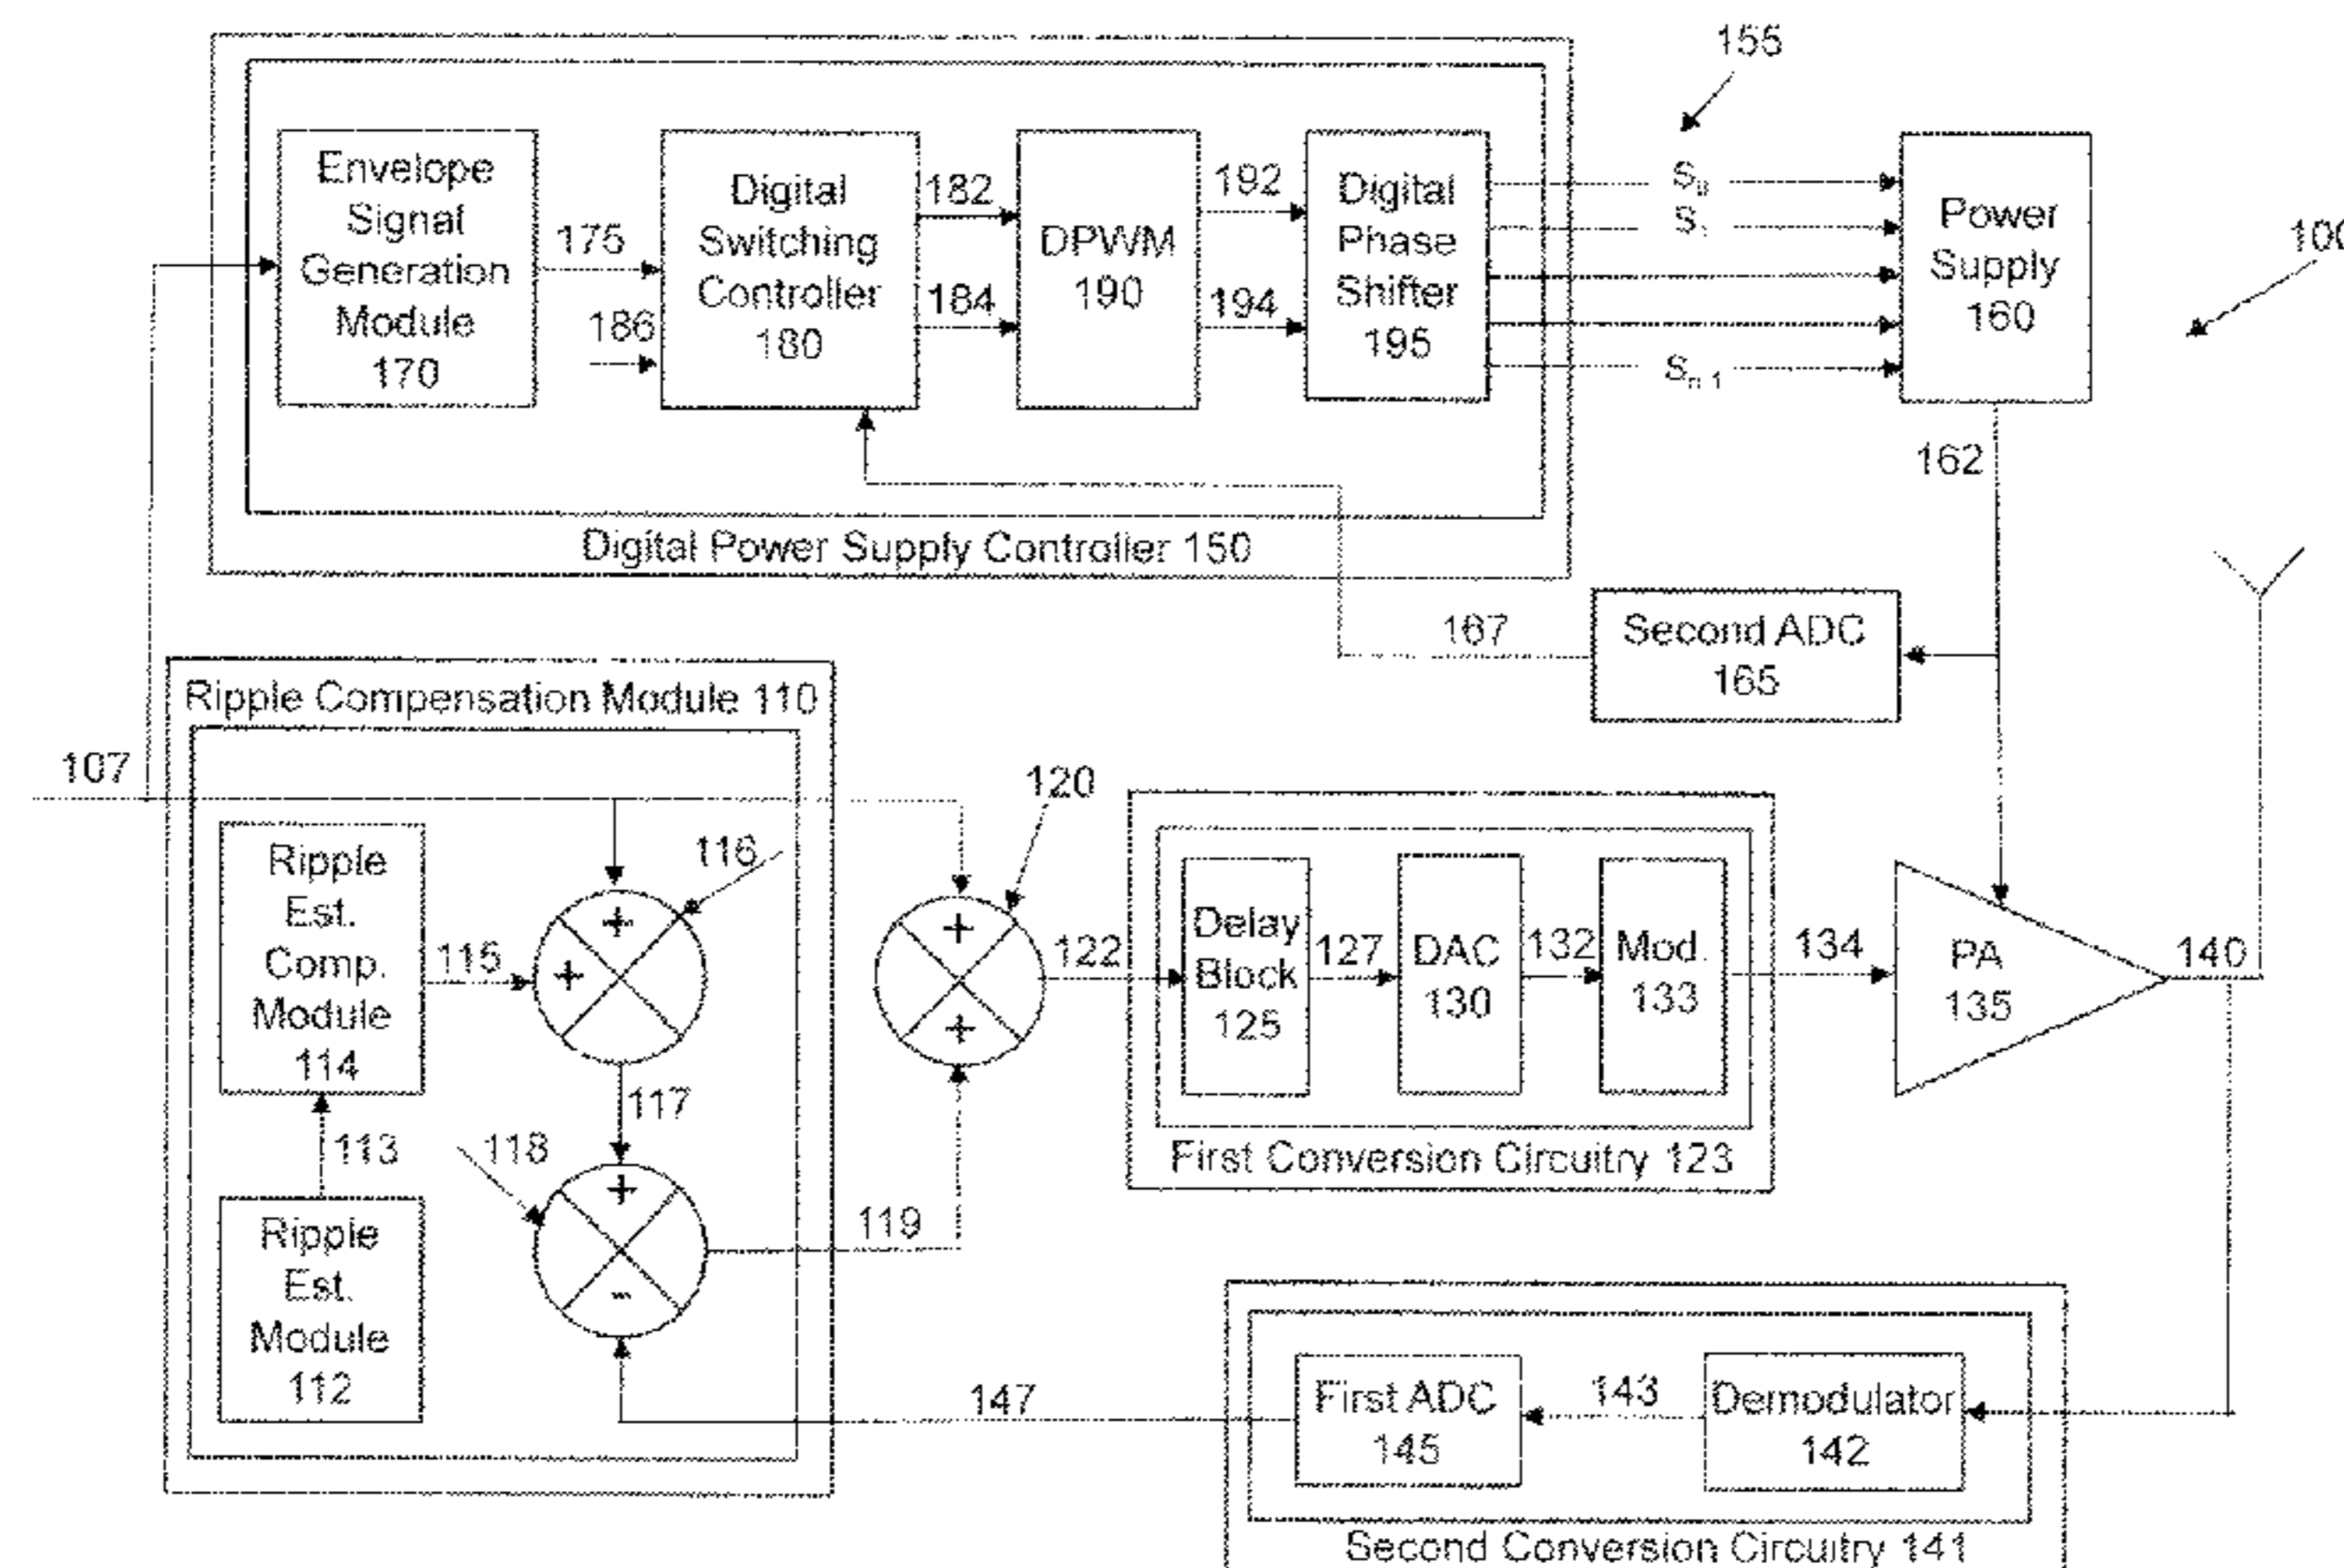 155
Envelope
Signal
Generation
Module
170
175
186
Digital
Switching
Controller
180
182
184
DPWM
190
192
194
Digital
Phase
Shifter
195
S0
S1
Sn-1
Power
Supply
160
100
162
Digital Power Supply Controller 150
167
Second ADC
165
Ripple Compensation Module 110
107
Ripple
Est.
Comp.
Module
114
115
116
+
+
117
113
118
Ripple
Est.
Module
112
+
-
119
120
+
+
122
Delay
Block
125
127
DAC
130
132
Mod.
133
First Conversion Circuitry 123
134
PA
135
140
147
First ADC
145
143
Demodulator
142
Second Conversion Circuitry 141